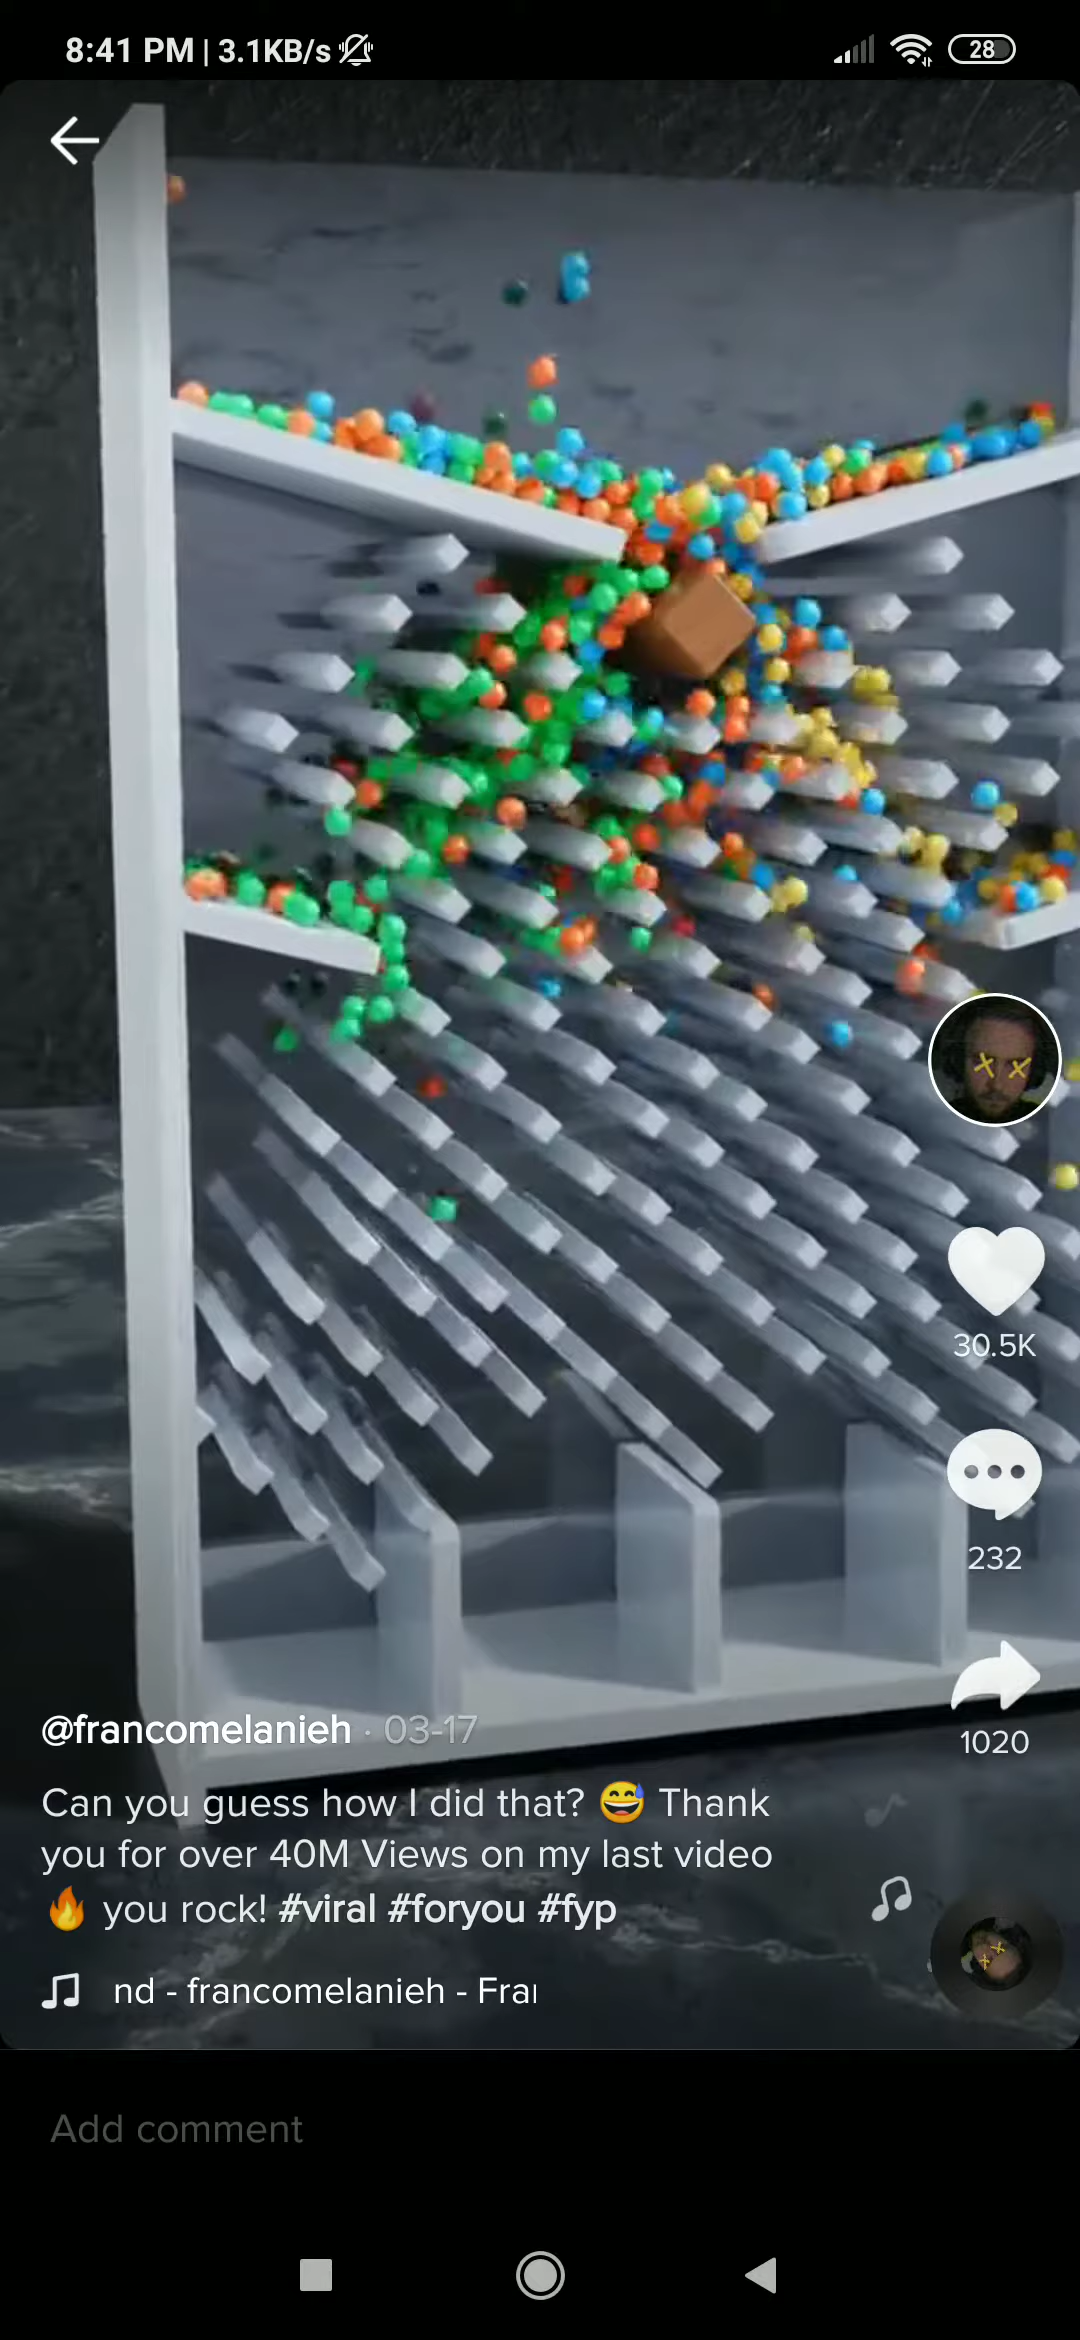 8:41 PM | 3.1KB/s
28
30.5K
232
1020
@francomelanieh · 03-17
Can you guess how I did that? 😅 Thank
you for over 40M Views on my last video
🔥 you rock! #viral #foryou #fyp
nd - francomelanieh - Fra
Add comment